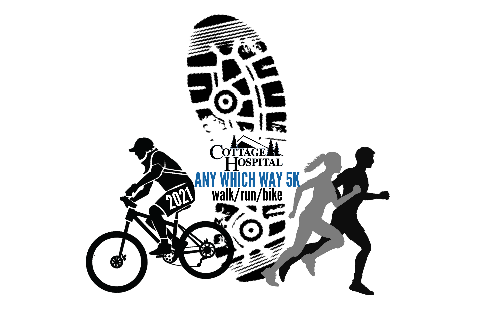 COTTAGE
HOSPITAL
ANY WHICH WAY 5K
walk/run/bike
2021